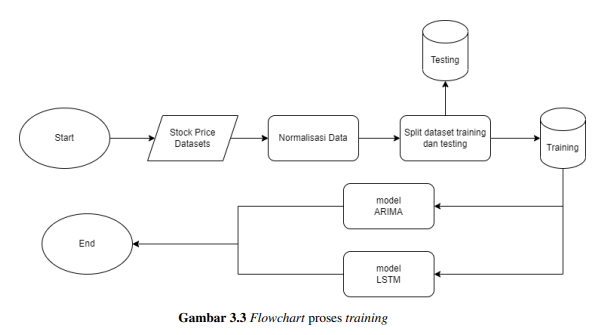 Testing
Start
Stock Price
Datasets
Normalisasi Data
Split dataset training
dan testing
Training
model
ARIMA
End
model
LSTM
Gambar 3.3 Flowchart proses training